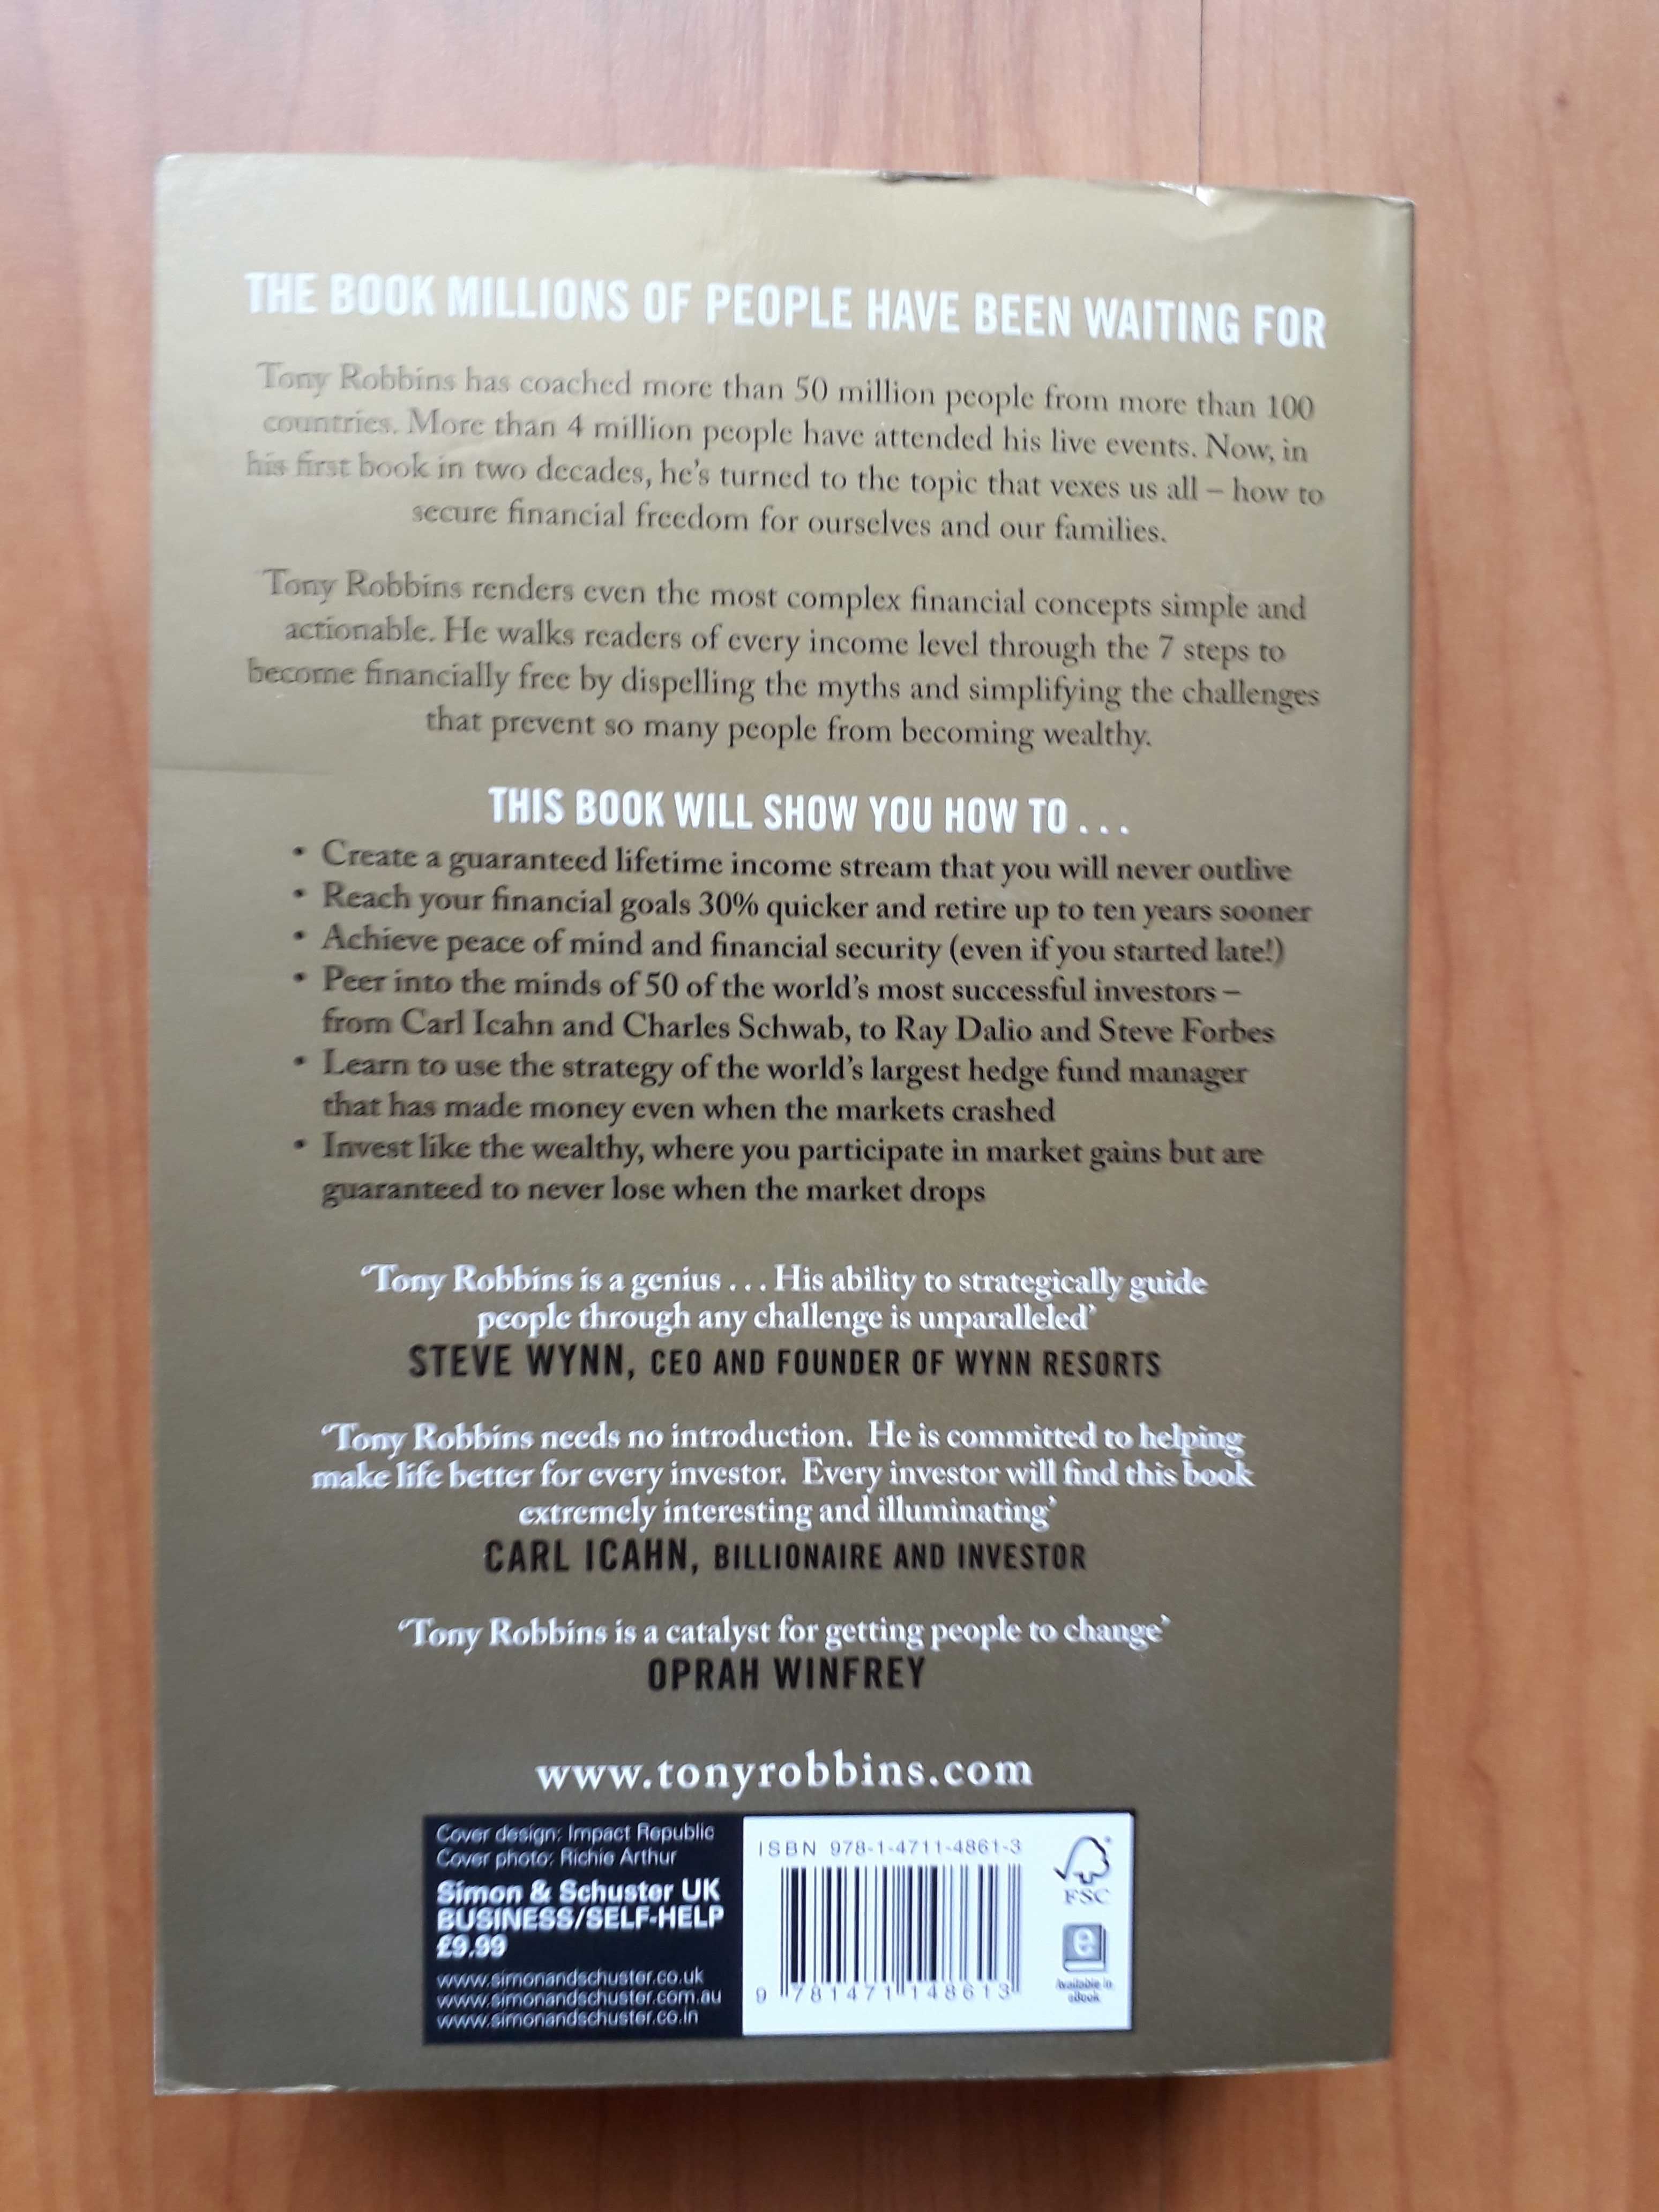 THE BOOK MILLIONS OF PEOPLE HAVE BEEN WAITING FOR
Tony Robbins has coached more than 50 million people from more than 100
countries. More than 4 million people have attended his live events. Now, in
his first book in two decades, he's turned to the topic that vexes us all – how to
secure financial freedom for ourselves and our families.
Tony Robbins renders even the most complex financial concepts simple and
actionable. He walks readers of every income level through the 7 steps to
become financially free by dispelling the myths and simplifying the challenges
that prevent so many people from becoming wealthy.
THIS BOOK WILL SHOW YOU HOW TO . . .
• Create a guaranteed lifetime income stream that you will never outlive
• Reach your financial goals 30% quicker and retire up to ten years sooner
• Achieve peace of mind and financial security (even if you started late!)
• Peer into the minds of 50 of the world's most successful investors –
from Carl Icahn and Charles Schwab, to Ray Dalio and Steve Forbes
• Learn to use the strategy of the world's largest hedge fund manager
that has made money even when the markets crashed
• Invest like the wealthy, where you participate in market gains but are
guaranteed to never lose when the market drops
'Tony Robbins is a genius . . . His ability to strategically guide
people through any challenge is unparalleled'
STEVE WYNN, CEO AND FOUNDER OF WYNN RESORTS
'Tony Robbins needs no introduction. He is committed to helping
make life better for every investor. Every investor will find this book
extremely interesting and illuminating'
CARL ICAHN, BILLIONAIRE AND INVESTOR
'Tony Robbins is a catalyst for getting people to change'
OPRAH WINFREY
www.tonyrobbins.com
Cover design: Impact Republic
Cover photo: Richie Arthur
Simon & Schuster UK
BUSINESS/SELF-HELP
£9.99
www.simonandschuster.co.uk
www.simonandschuster.com.au
www.simonandschuster.co.in
ISBN 978-1-4711-4861-3
9 781471 148613
FSC
e
Available in
eBook